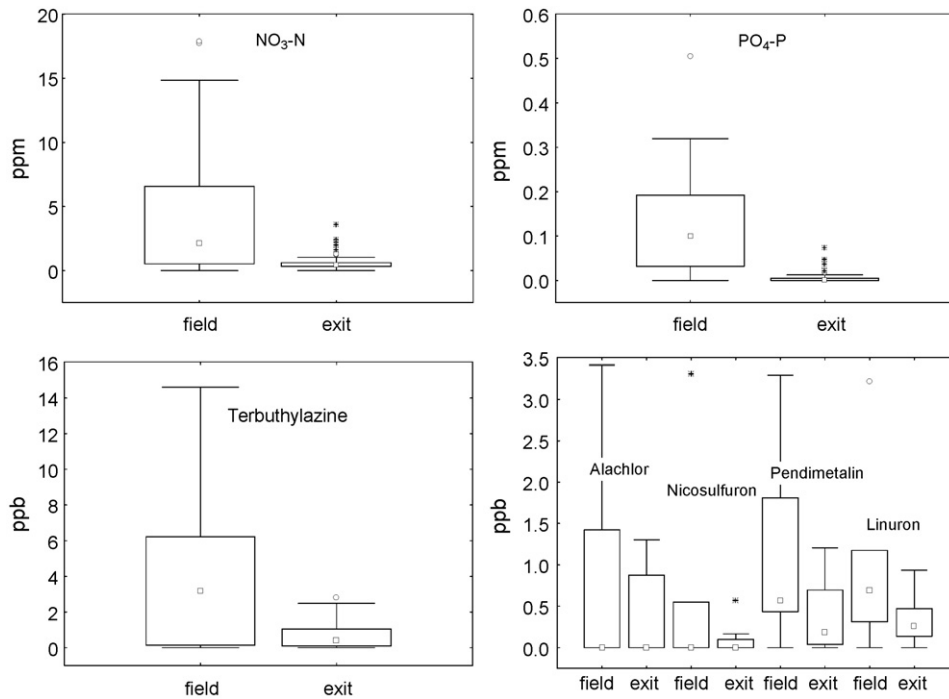 NO₃-N
ppm
20
15
10
5
0
field exit
PO₄-P
ppm
0.6
0.5
0.4
0.3
0.2
0.1
0.0
field exit
Terbuthylazine
ppb
16
14
12
10
8
6
4
2
0
field exit
ppb
3.5
3.0
2.5
2.0
1.5
1.0
0.5
0.0
Alachlor
Nicosulfuron
Pendimetalin
Linuron
field exit field exit field exit field exit